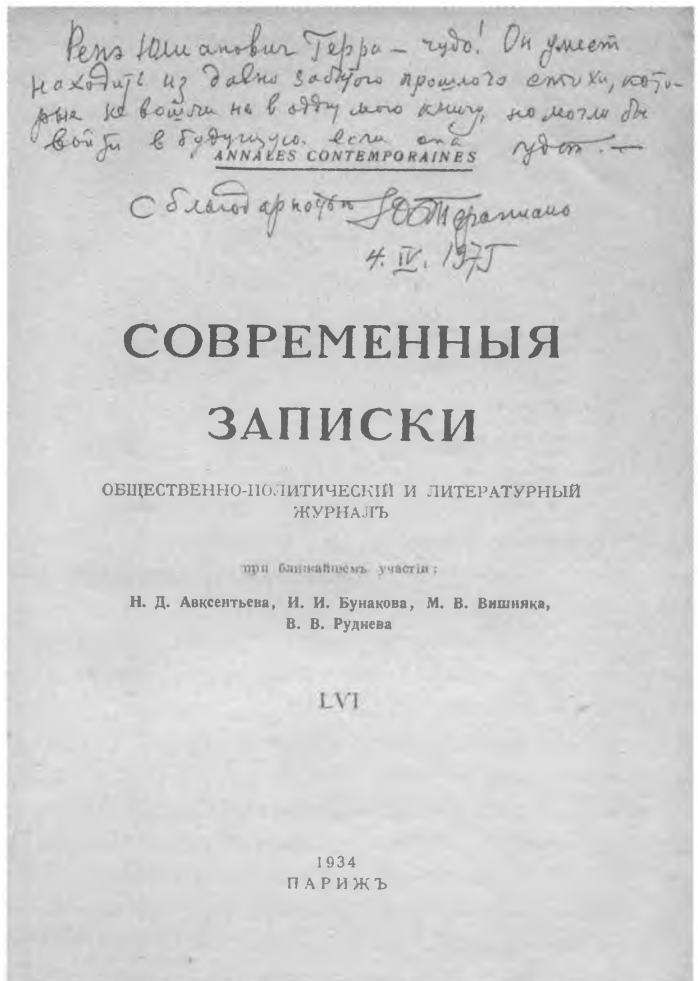 Ренэ Юлианович Герра – чудо! Он умеет
находить из давно забытого прошлого стихи, кото-
рые не вошли ни в одну мою книгу, но могли бы
войти в будущую, если она будет. —
ANNALES CONTEMPORAINES
С благодарностью Ю Терапиано
4. IV. 1975
СОВРЕМЕННЫЯ
ЗАПИСКИ
ОБЩЕСТВЕННО-ПОЛИТИЧЕСКІЙ И ЛИТЕРАТУРНЫЙ
ЖУРНАЛЪ
при ближайшемъ участіи:
Н. Д. Авксентьева, И. И. Бунакова, М. В. Вишняка,
В. В. Руднева
LVI
1934
ПАРИЖЪ